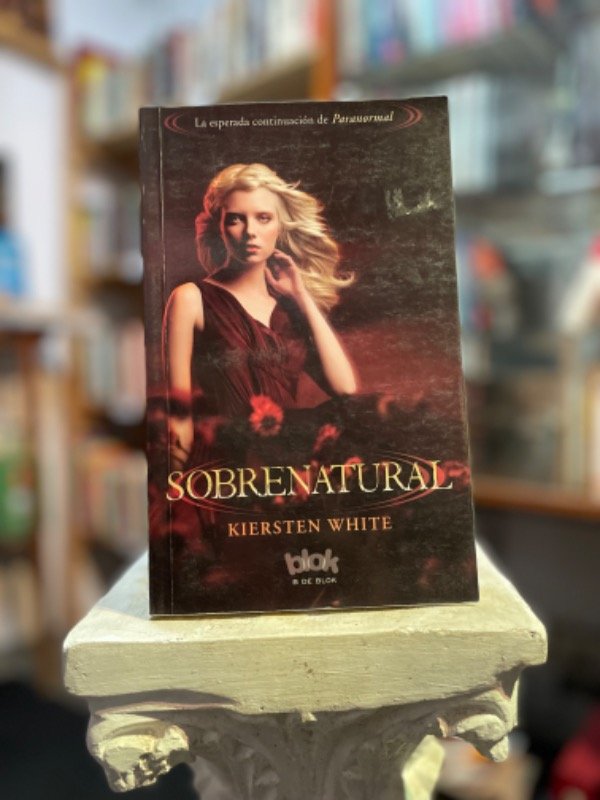 La esperada continuación de Paranormal
SOBRENATURAL
KIERSTEN WHITE
blok
B DE BLOK